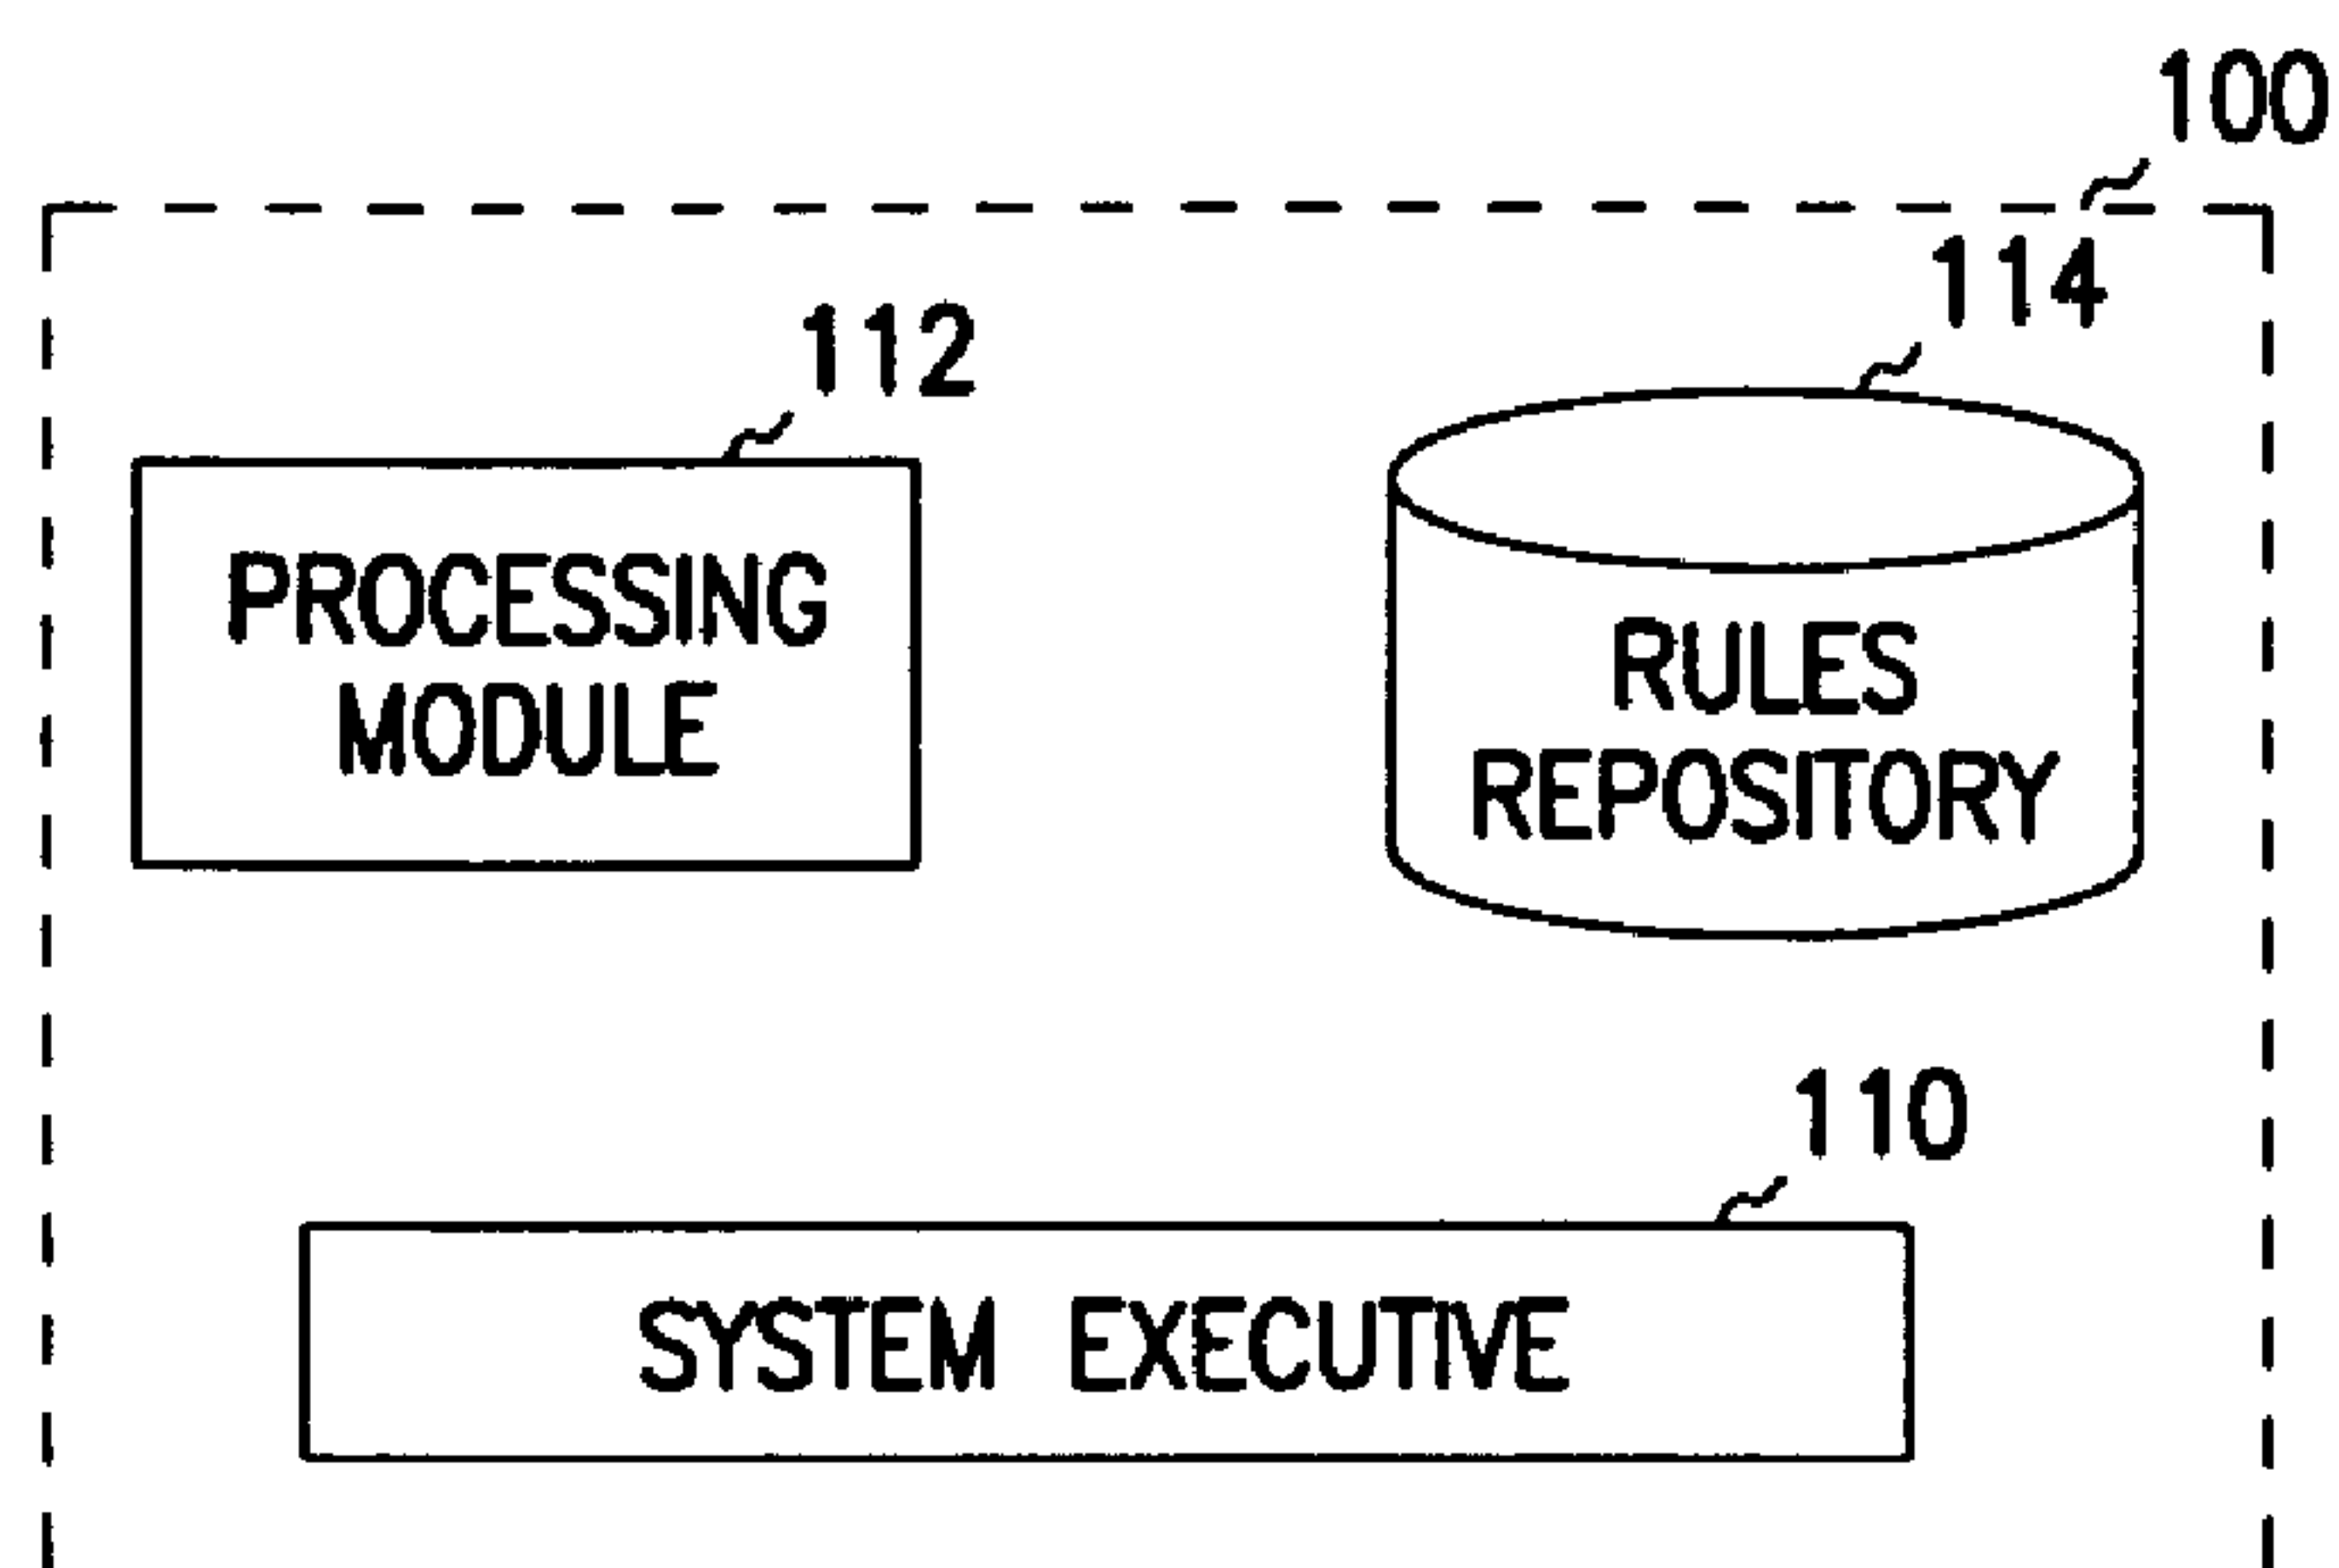 100
114
112
PROCESSING
MODULE
RULES
REPOSITORY
110
SYSTEM EXECUTIVE